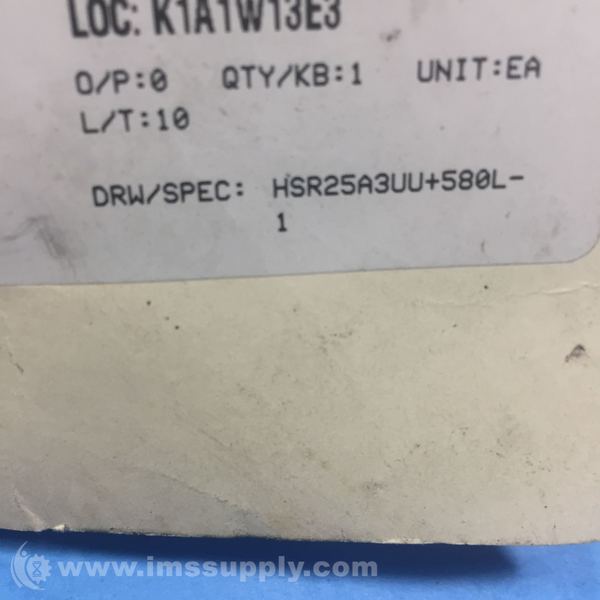 LOC: K1A1W13E3
O/P:0 QTY/KB:1 UNIT:EA
L/T:10
DRW/SPEC: HSR25A3UU+580L-
1
www.imssupply.com